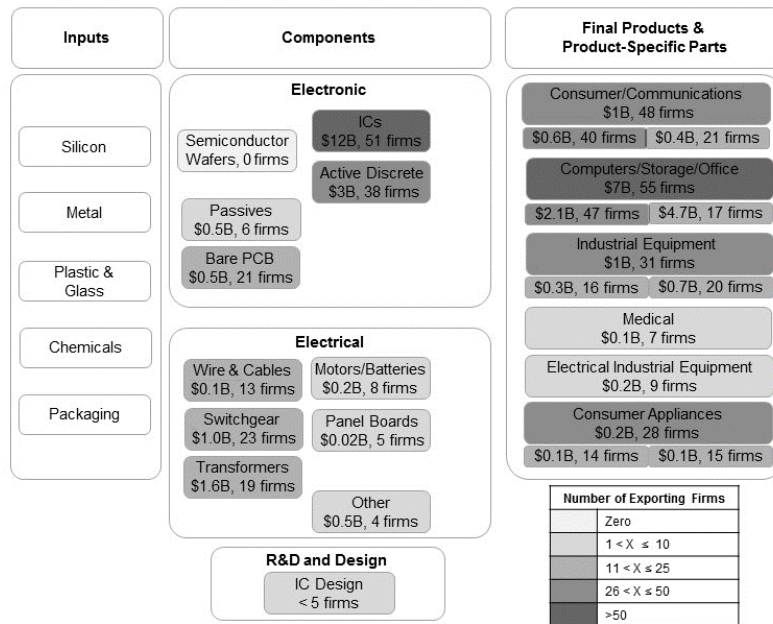 Inputs
Components
Final Products &
Product-Specific Parts
Silicon
Metal
Plastic &
Glass
Chemicals
Packaging
Electronic
Semiconductor
Wafers, 0 firms
ICs
$12B, 51 firms
Active Discrete
$3B, 38 firms
Passives
$0.5B, 6 firms
Bare PCB
$0.5B, 21 firms
Electrical
Wire & Cables
$0.1B, 13 firms
Motors/Batteries
$0.2B, 8 firms
Switchgear
$1.0B, 23 firms
Panel Boards
$0.02B, 5 firms
Transformers
$1.6B, 19 firms
Other
$0.5B, 4 firms
R&D and Design
IC Design
< 5 firms
Consumer/Communications
$1B, 48 firms
$0.6B, 40 firms $0.4B, 21 firms
Computers/Storage/Office
$7B, 55 firms
$2.1B, 47 firms $4.7B, 17 firms
Industrial Equipment
$1B, 31 firms
$0.3B, 16 firms $0.7B, 20 firms
Medical
$0.1B, 7 firms
Electrical Industrial Equipment
$0.2B, 9 firms
Consumer Appliances
$0.2B, 28 firms
$0.1B, 14 firms $0.1B, 15 firms
Number of Exporting Firms
Zero
1 < X ≤ 10
11 < X ≤ 25
26 < X ≤ 50
>50